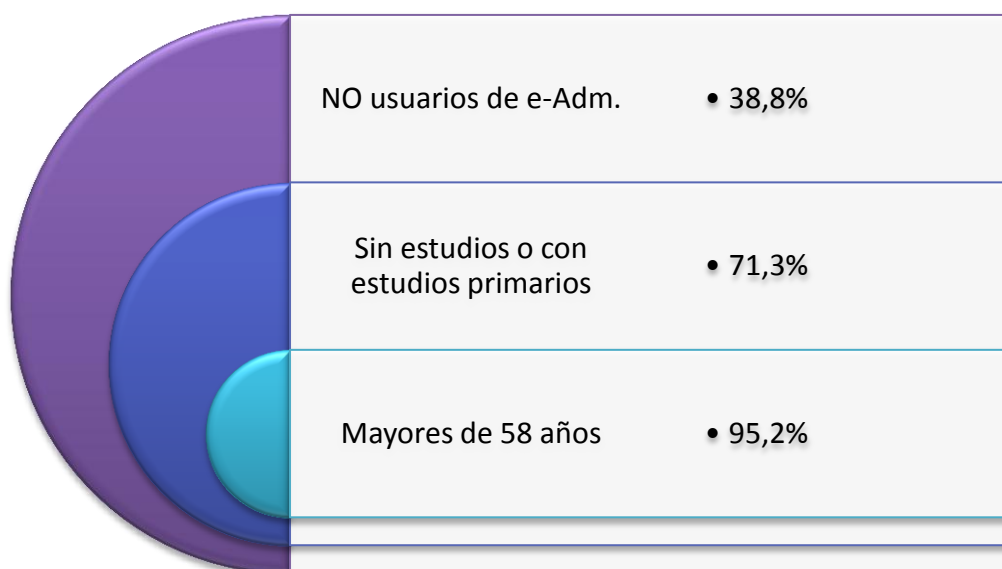 NO usuarios de e-Adm.
• 38,8%
Sin estudios o con
estudios primarios
• 71,3%
Mayores de 58 años
• 95,2%